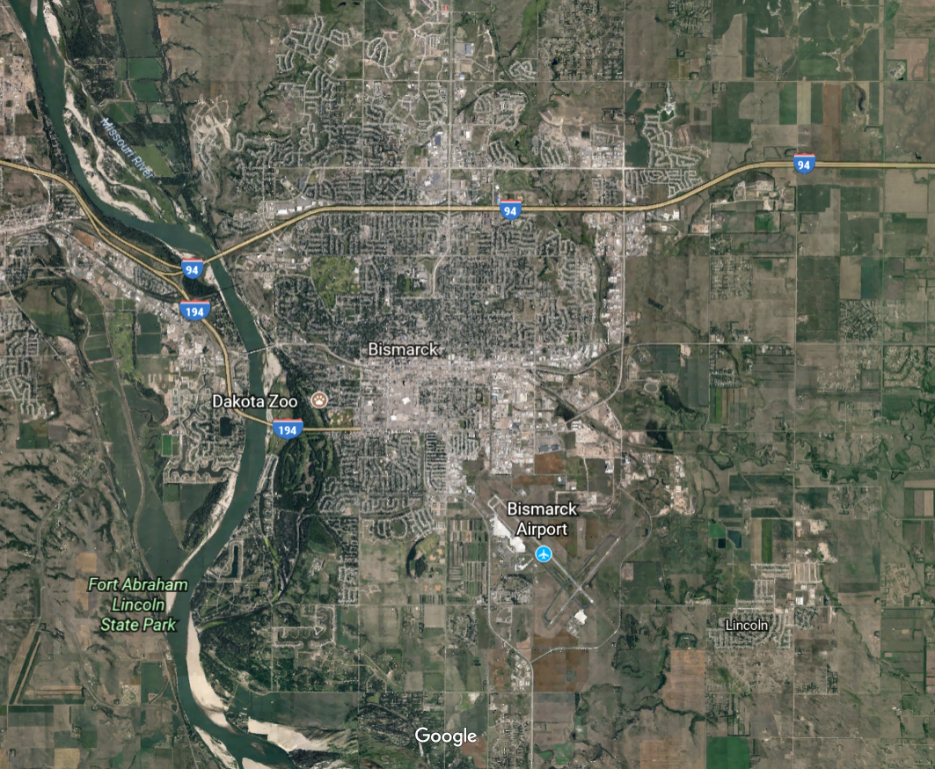 Missouri River
94
94
94
194
Bismarck
Dakota Zoo
194
Bismarck
Airport
Fort Abraham
Lincoln
State Park
Lincoln
Google